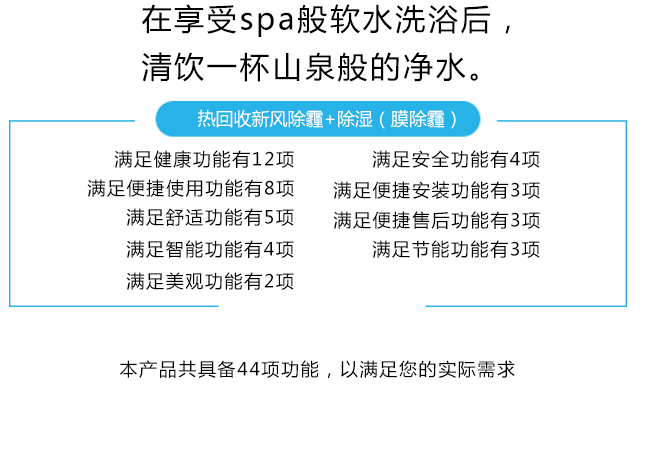 在享受spa般软水洗浴后，
清饮一杯山泉般的净水。
热回收新风除霾+除湿（膜除霾）
满足健康功能有12项
满足便捷使用功能有8项
满足舒适功能有5项
满足智能功能有4项
满足美观功能有2项
满足安全功能有4项
满足便捷安装功能有3项
满足便捷售后功能有3项
满足节能功能有3项
本产品共具备44项功能，以满足您的实际需求